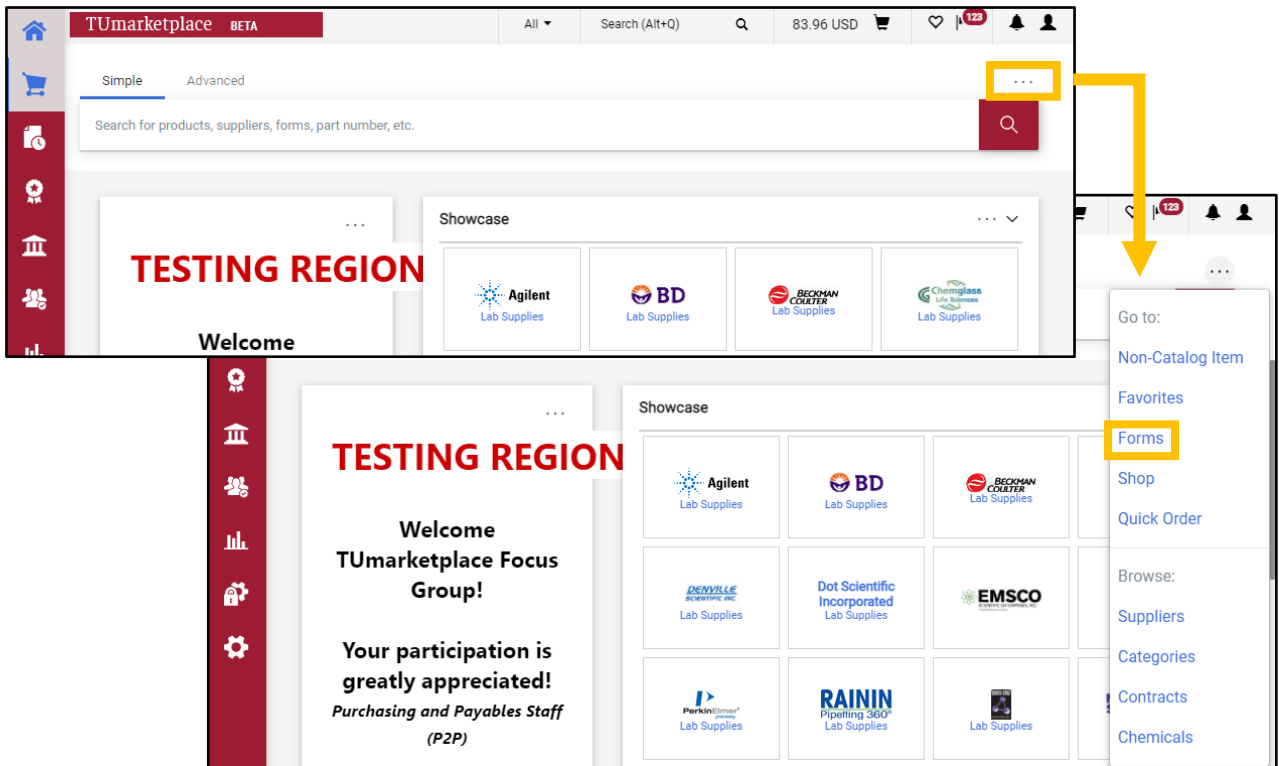 TUmarketplace BETA
All
Search (Alt+Q)
83.96 USD
123
Simple
Advanced
...
Search for products, suppliers, forms, part number, etc.
...
TESTING REGION
Welcome
Showcase
...
Agilent
Lab Supplies
BD
Lab Supplies
BECKMAN
COULTER
Lab Supplies
Chemglass
Life Sciences
Lab Supplies
123
...
Go to:
Non-Catalog Item
Favorites
Forms
Shop
Quick Order
Browse:
Suppliers
Categories
Contracts
Chemicals
...
TESTING REGION
Welcome
TUmarketplace Focus
Group!
Your participation is
greatly appreciated!
Purchasing and Payables Staff
(P2P)
Showcase
Agilent
Lab Supplies
BD
Lab Supplies
BECKMAN
COULTER
Lab Supplies
DENVILLE
SCIENTIFIC INC.
Lab Supplies
Dot Scientific
Incorporated
Lab Supplies
EMSCO
PerkinElmer
precisely
Lab Supplies
RAININ
Pipetting 360°
Lab Supplies
Lab Supplies